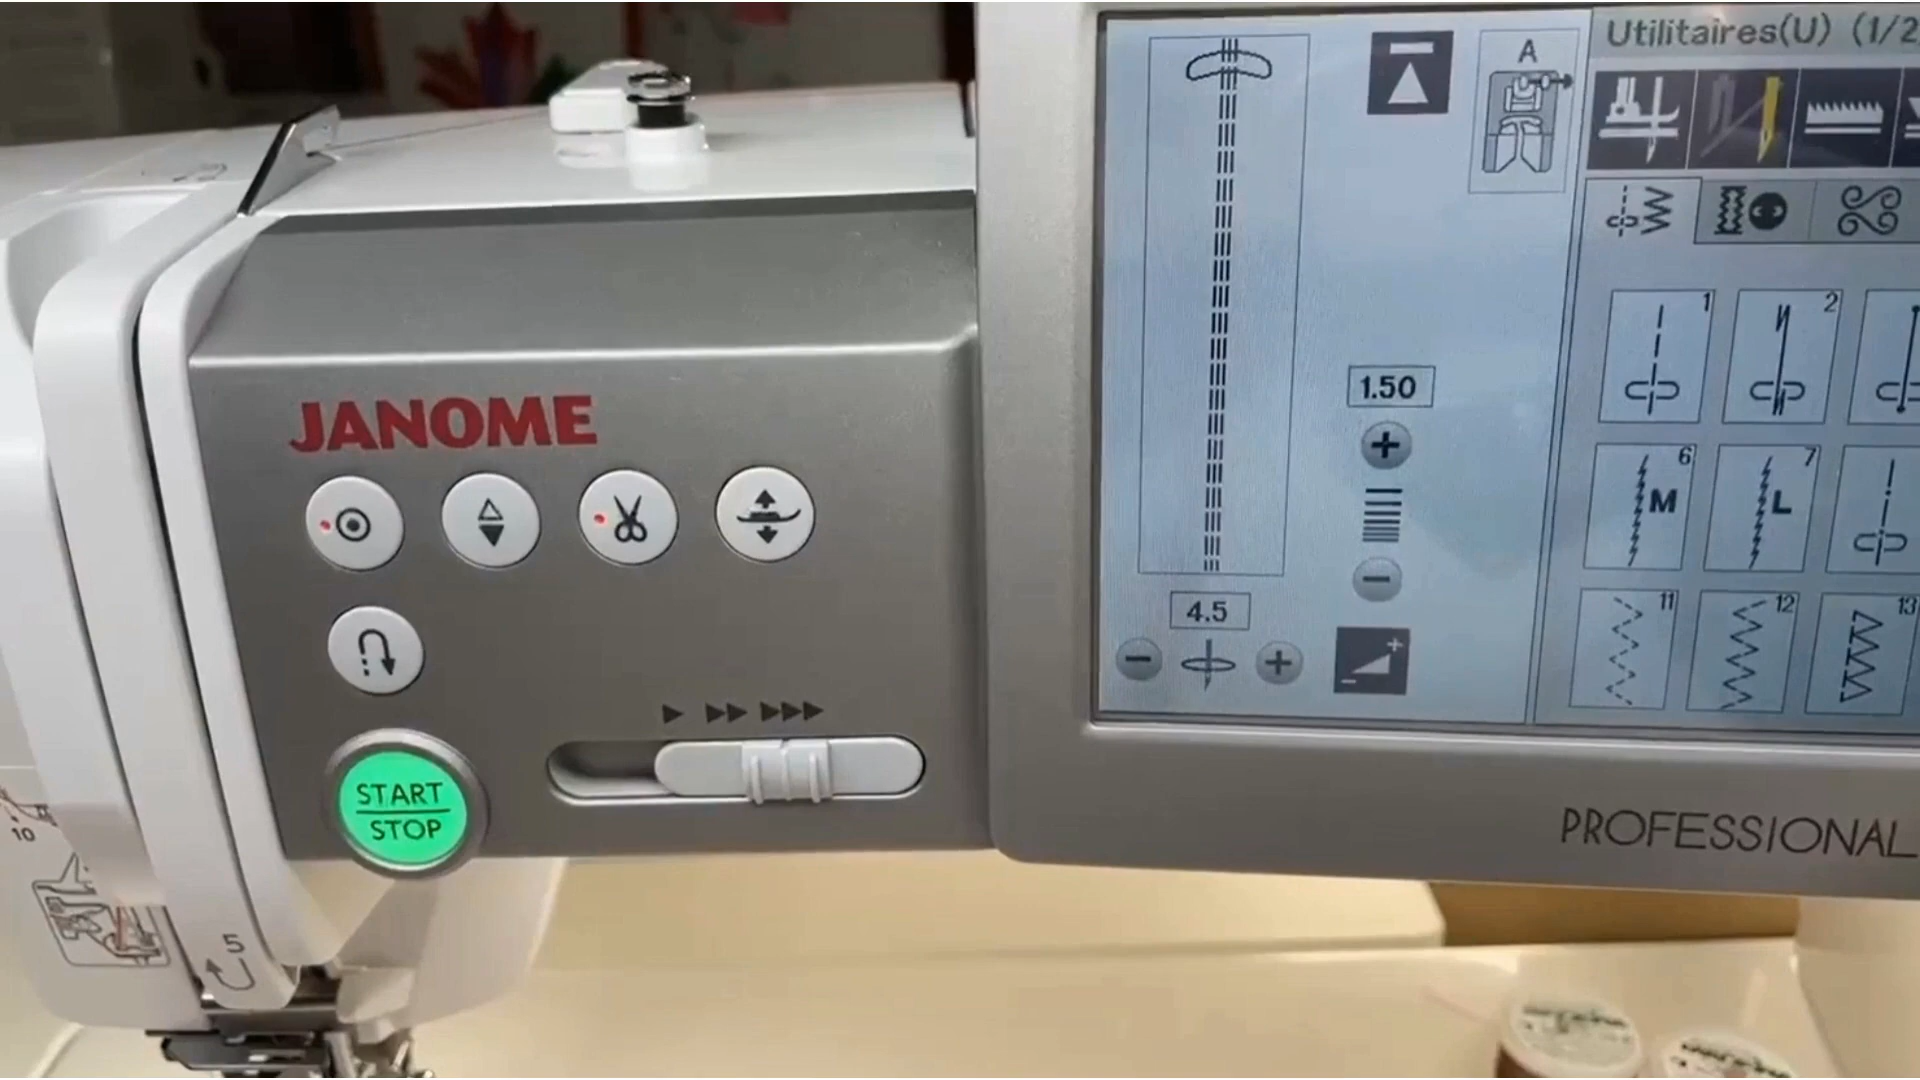 JANOME
START
STOP
10
5
A
1.50
4.5
Utilitaires(U) (1/2
1
2
6
M
7
L
11
12
13
PROFESSIONAL